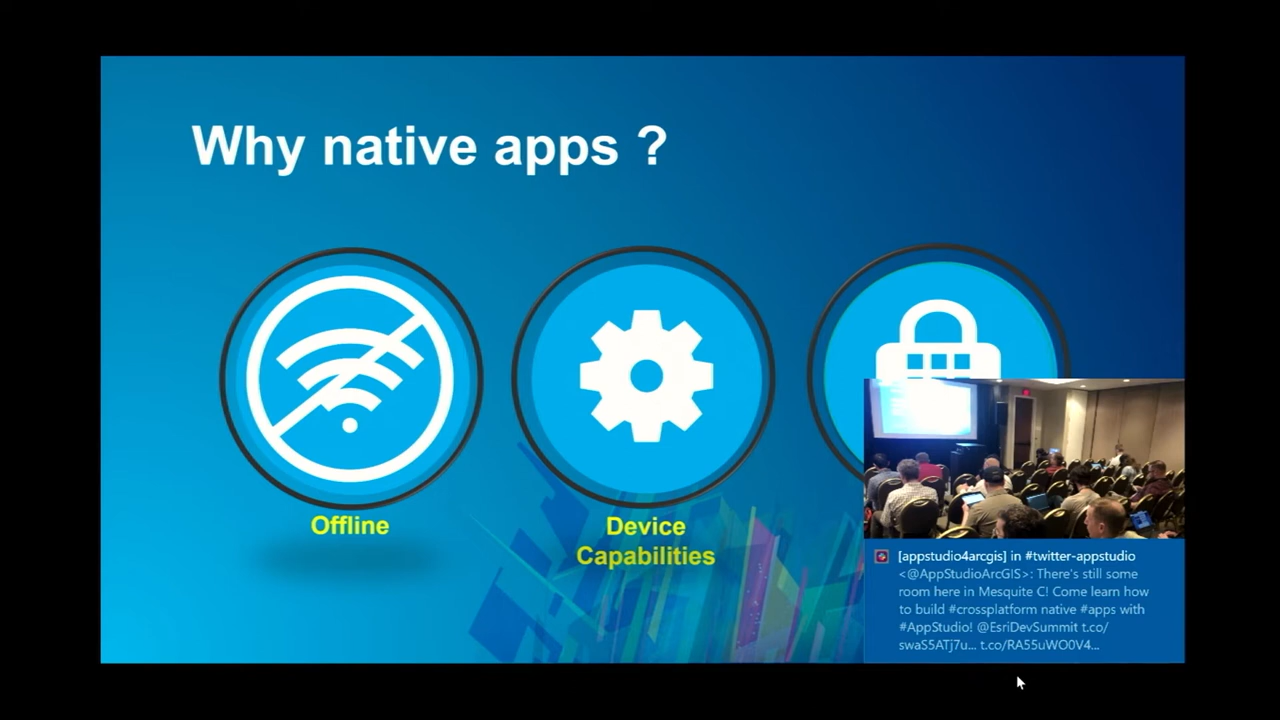 Why native apps ?
Offline
Device
Capabilities
[appstudio4arcgis] in #twitter-appstudio
<@AppStudioArcGIS>: There's still some
room here in Mesquite C! Come learn how
to build #crossplatform native #apps with
#AppStudio! @EsriDevSummit t.co/
swaS5ATj7u... t.co/RA55uWO0V4...